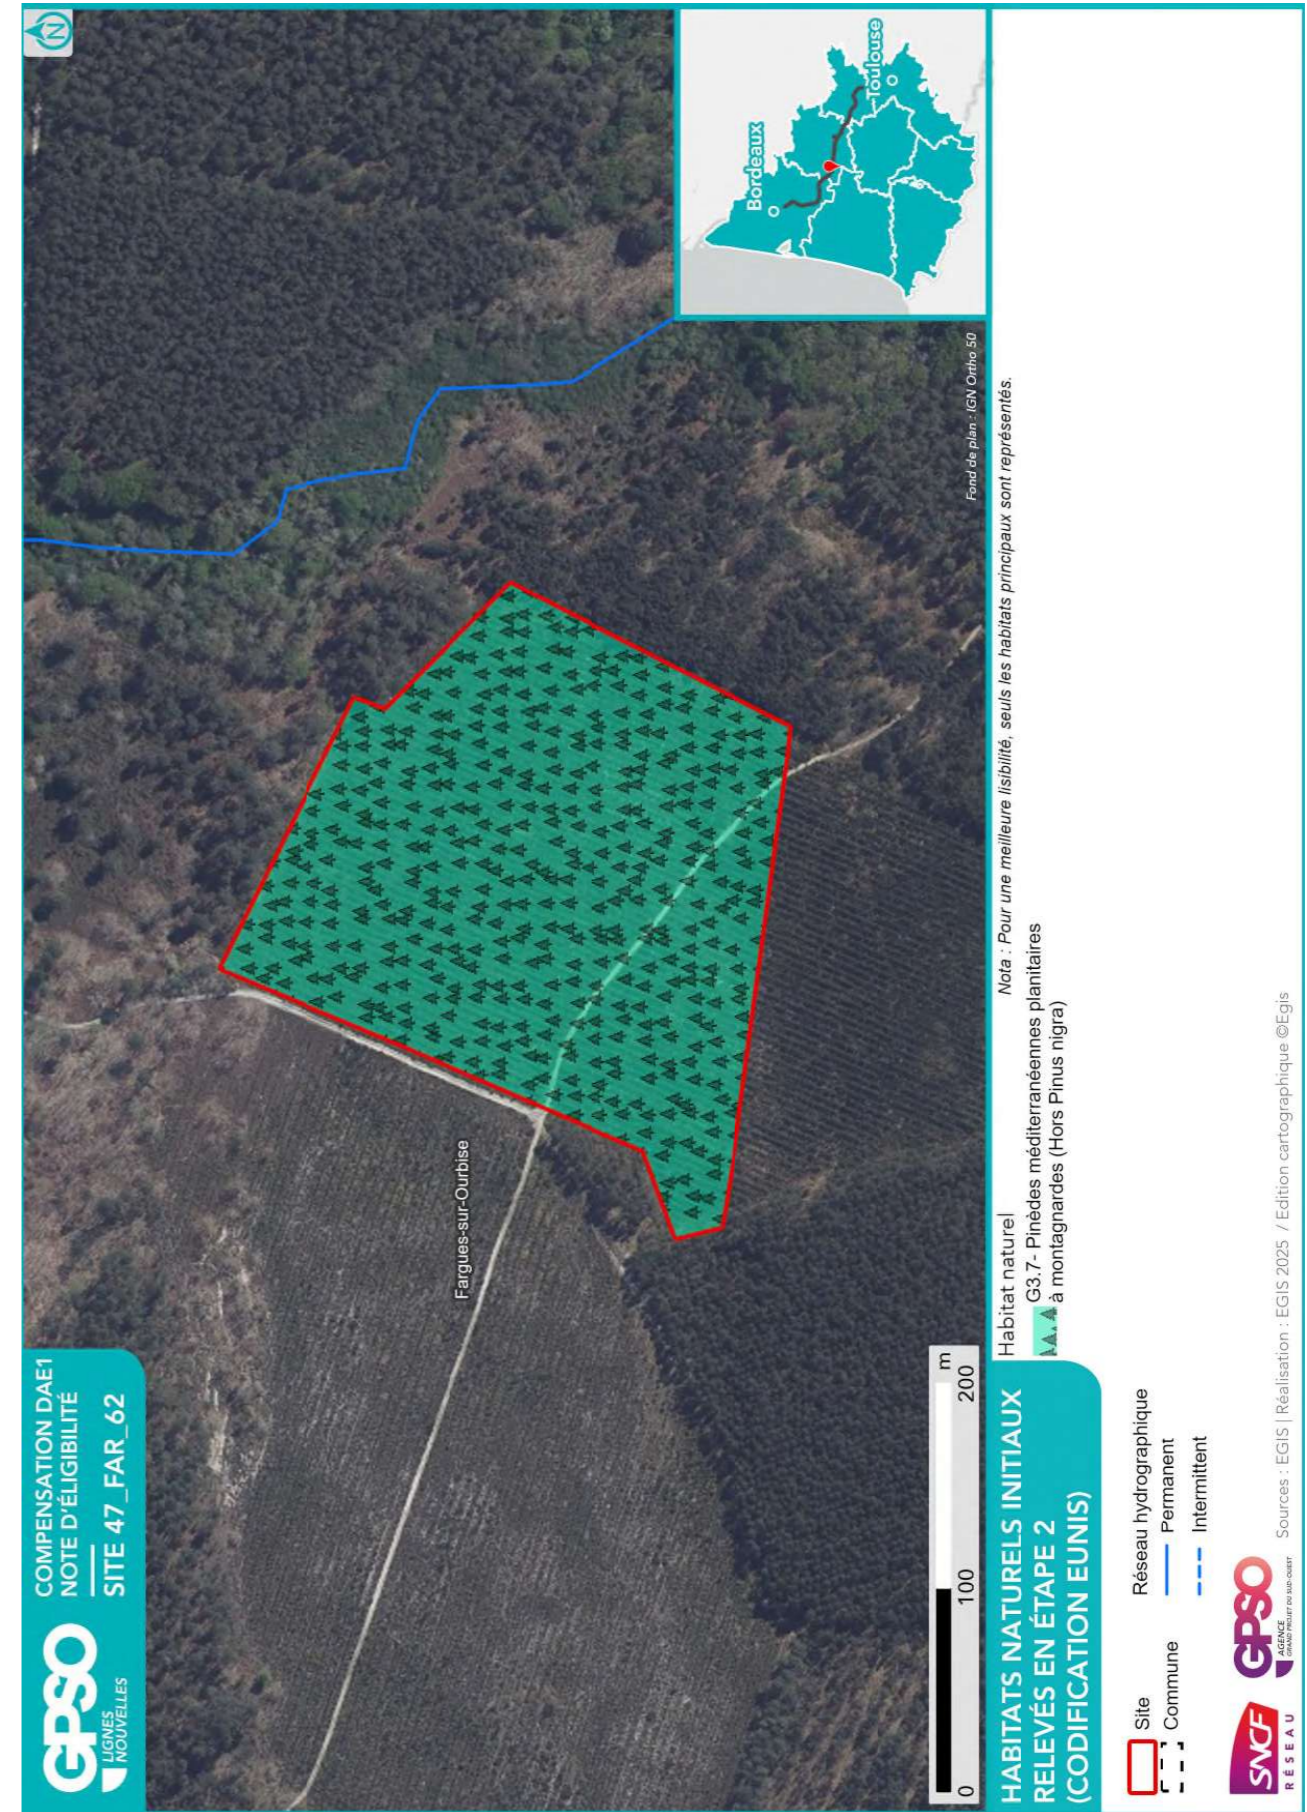 GPSO
LIGNES
NOUVELLES
COMPENSATION DAE1
NOTE D'ÉLIGIBILITÉ
SITE 47_FAR_62
N
Fargues-sur-Ourbise
Bordeaux
Toulouse
0 100 200 m
Fond de plan : IGN Ortho 50
HABITATS NATURELS INITIAUX
RELEVÉS EN ÉTAPE 2
(CODIFICATION EUNIS)
Habitat naturel
G3.7- Pinèdes méditerranéennes planitaires
à montagnardes (Hors Pinus nigra)
Nota : Pour une meilleure lisibilité, seuls les habitats principaux sont représentés.
Site
Commune
Réseau hydrographique
Permanent
Intermittent
SNCF
RÉSEAU
GPSO
AGENCE
GRAND PROJET DU SUD-OUEST
Sources : EGIS | Réalisation : EGIS 2025 / Edition cartographique ©Egis